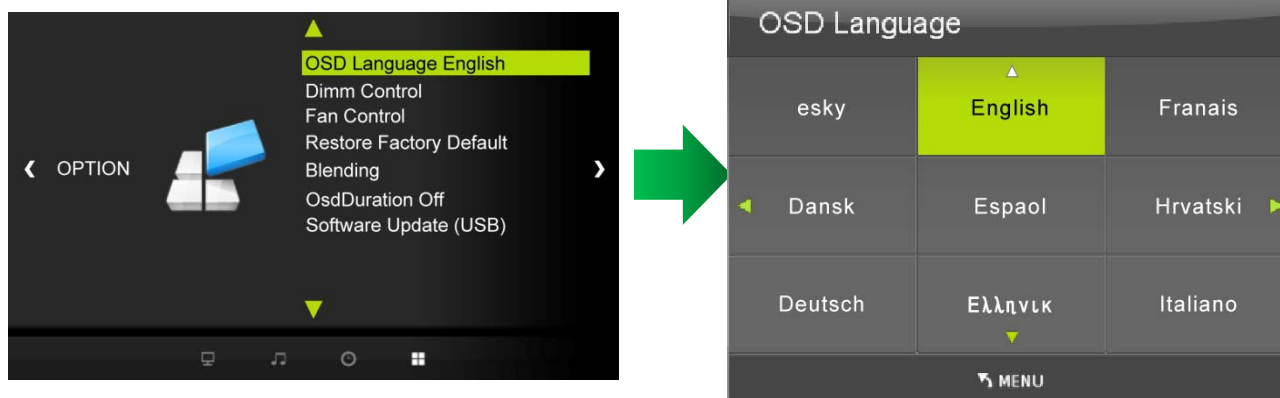 OSD Language English
Dimm Control
Fan Control
Restore Factory Default
OPTION
Blending
OsdDuration Off
Software Update (USB)
OSD Language
esky
English
Franais
Dansk
Espaol
Hrvatski
Deutsch
Ελληνικ
Italiano
MENU